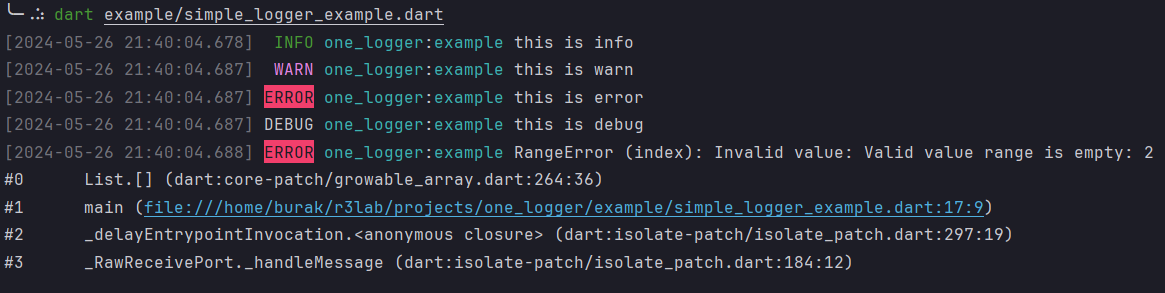 dart example/simple_logger_example.dart
[2024-05-26 21:40:04.678]  INFO one_logger:example this is info
[2024-05-26 21:40:04.687]  WARN one_logger:example this is warn
[2024-05-26 21:40:04.687] ERROR one_logger:example this is error
[2024-05-26 21:40:04.687] DEBUG one_logger:example this is debug
[2024-05-26 21:40:04.688] ERROR one_logger:example RangeError (index): Invalid value: Valid value range is empty: 2
#0      List.[] (dart:core-patch/growable_array.dart:264:36)
#1      main (file:///home/burak/r3lab/projects/one_logger/example/simple_logger_example.dart:17:9)
#2      _delayEntrypointInvocation.<anonymous closure> (dart:isolate-patch/isolate_patch.dart:297:19)
#3      _RawReceivePort._handleMessage (dart:isolate-patch/isolate_patch.dart:184:12)